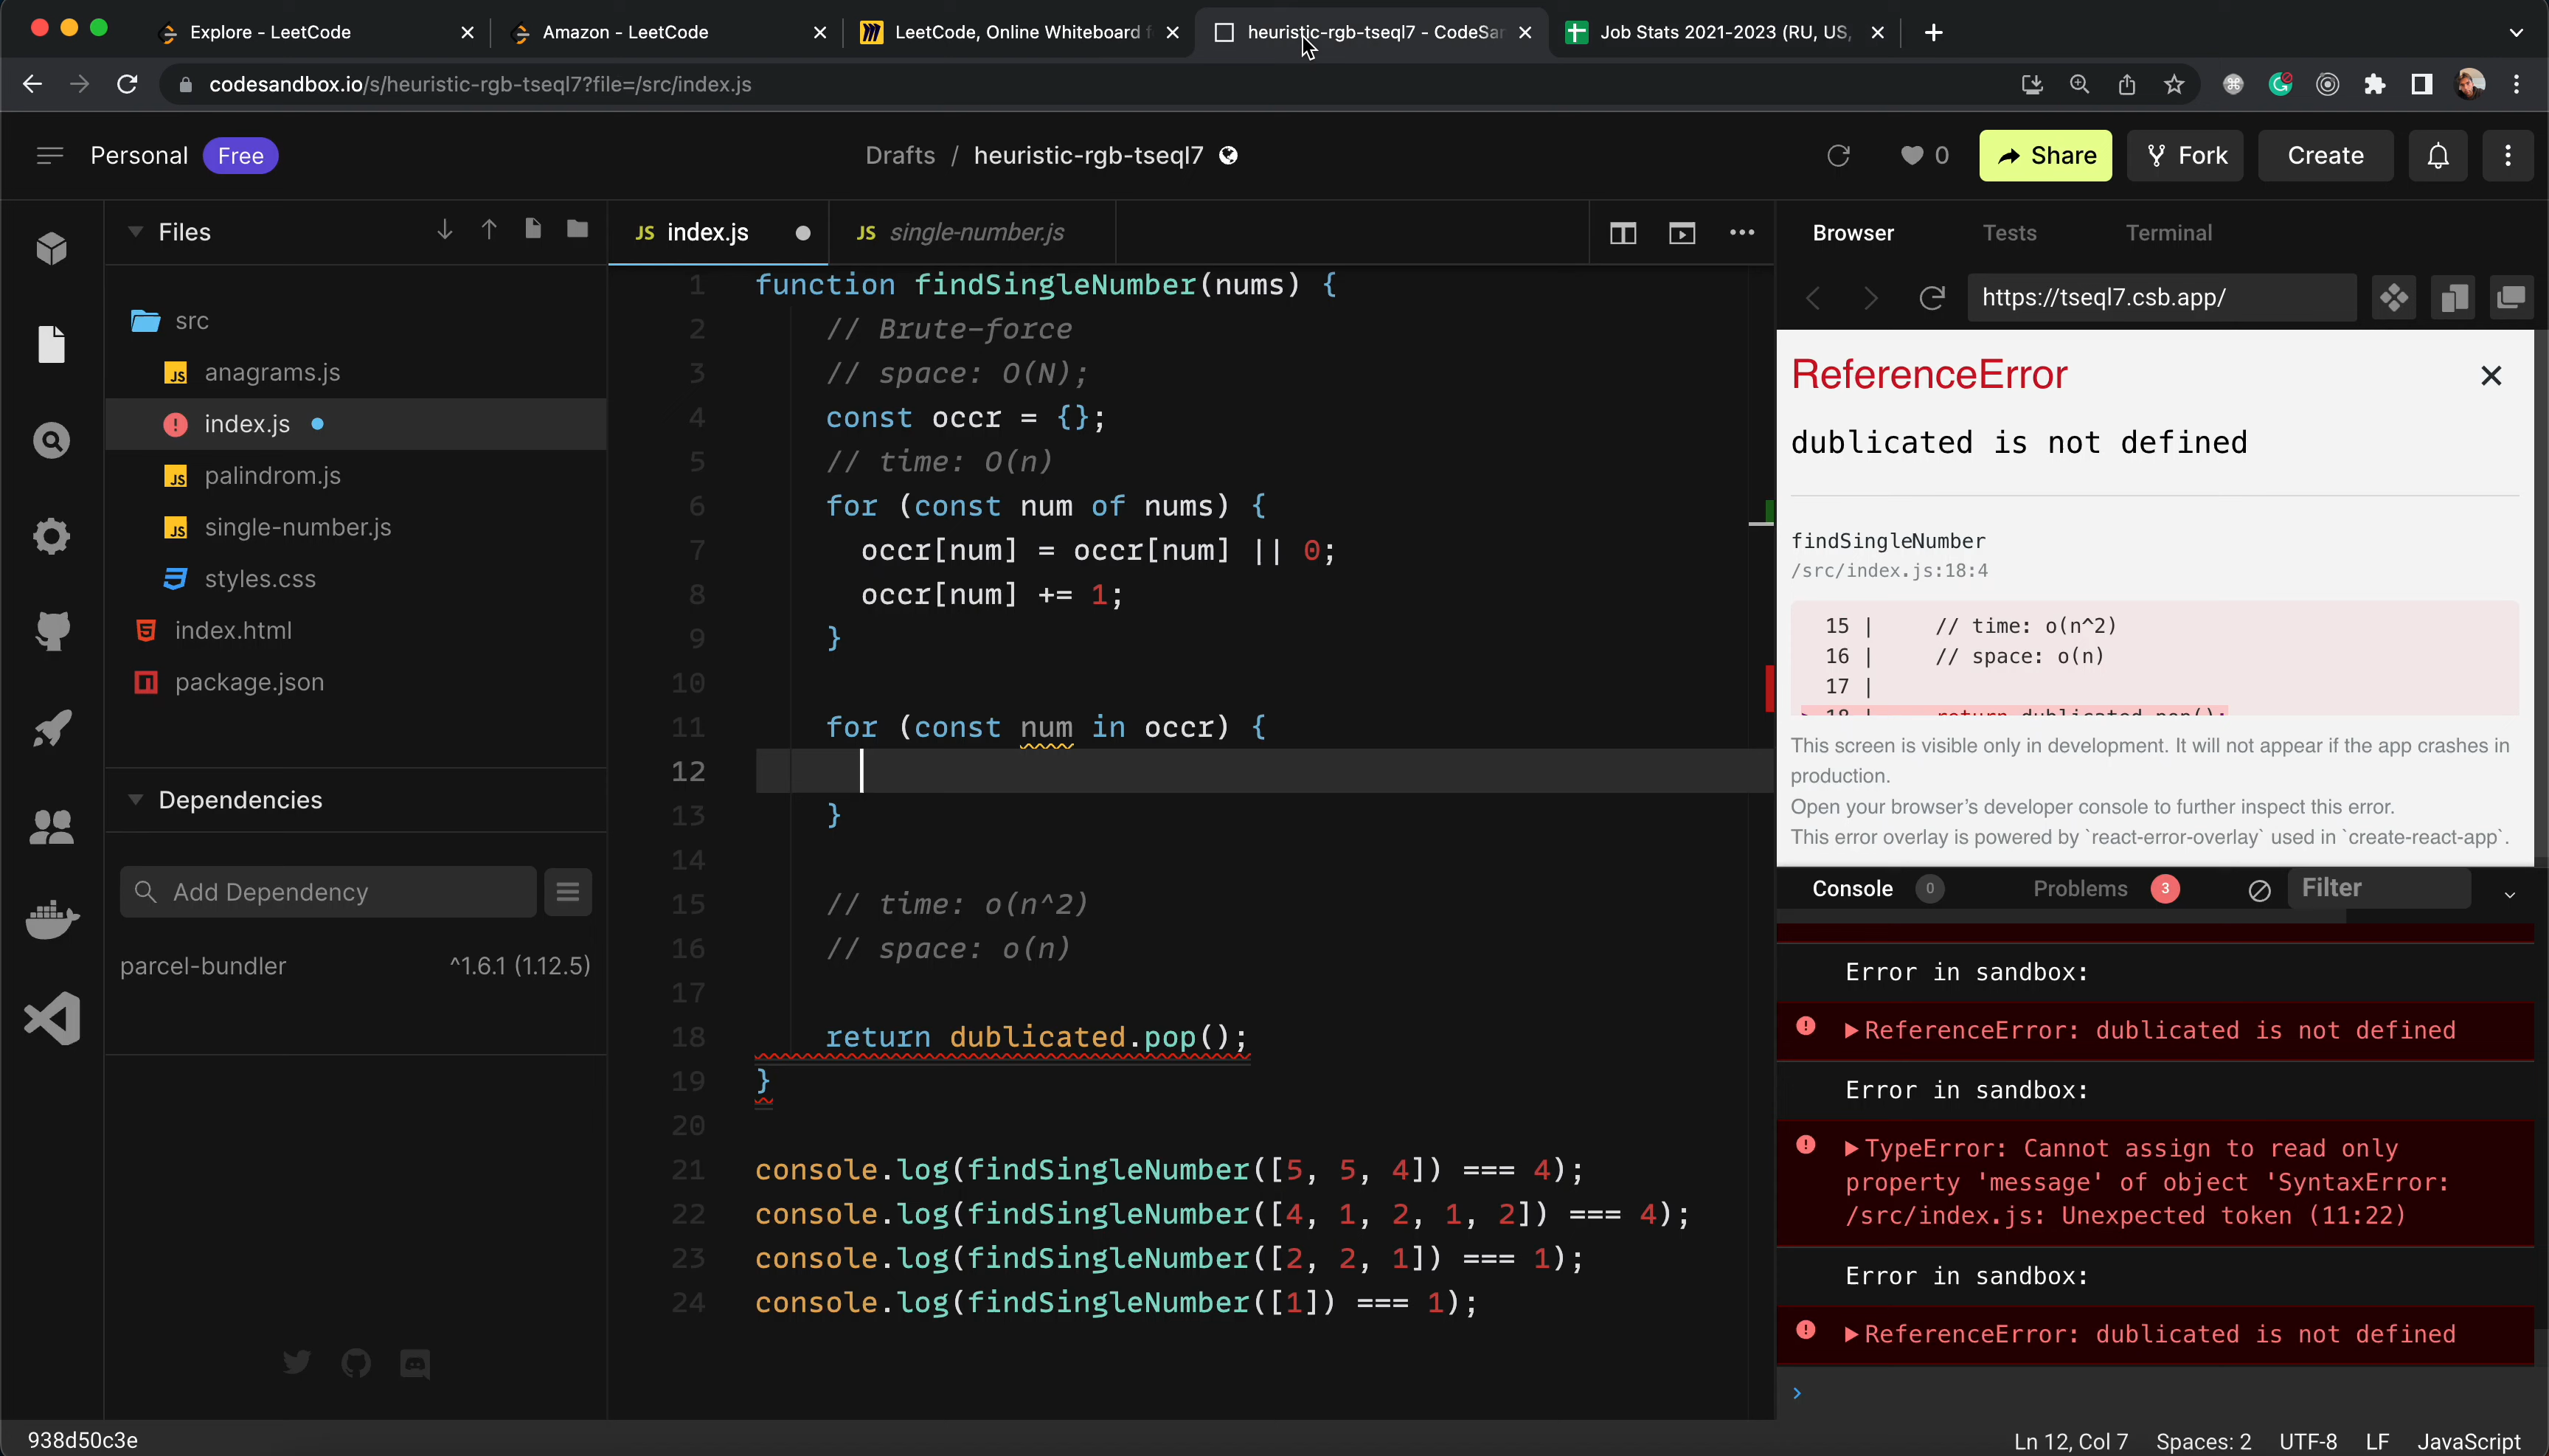 Explore - LeetCode
Amazon - LeetCode
LeetCode, Online Whiteboard f
heuristic-rgb-tseql7 - CodeSan
Job Stats 2021-2023 (RU, US,
codesandbox.io/s/heuristic-rgb-tseql7?file=/src/index.js
Personal Free
Drafts / heuristic-rgb-tseql7
0
Share
Fork
Create
Files
src
JS anagrams.js
index.js
JS palindrom.js
JS single-number.js
styles.css
index.html
package.json
Dependencies
Add Dependency
parcel-bundler ^1.6.1 (1.12.5)
JS index.js
JS single-number.js
1 function findSingleNumber(nums) {
2 // Brute-force
3 // space: O(N);
4 const occr = {};
5 // time: O(n)
6 for (const num of nums) {
7 occr[num] = occr[num] || 0;
8 occr[num] += 1;
9 }
10
11 for (const num in occr) {
12
13 }
14
15 // time: o(n^2)
16 // space: o(n)
17
18 return dublicated.pop();
19 }
20
21 console.log(findSingleNumber([5, 5, 4]) === 4);
22 console.log(findSingleNumber([4, 1, 2, 1, 2]) === 4);
23 console.log(findSingleNumber([2, 2, 1]) === 1);
24 console.log(findSingleNumber([1]) === 1);
Browser Tests Terminal
https://tseql7.csb.app/
ReferenceError
dublicated is not defined
findSingleNumber
/src/index.js:18:4
15 | // time: o(n^2)
16 | // space: o(n)
17 |
> 18 | return dublicated.pop();
This screen is visible only in development. It will not appear if the app crashes in
production.
Open your browser’s developer console to further inspect this error.
This error overlay is powered by `react-error-overlay` used in `create-react-app`.
Console 0 Problems 3 Filter
Error in sandbox:
ReferenceError: dublicated is not defined
Error in sandbox:
TypeError: Cannot assign to read only
property 'message' of object 'SyntaxError:
/src/index.js: Unexpected token (11:22)
Error in sandbox:
ReferenceError: dublicated is not defined
938d50c3e
Ln 12, Col 7 Spaces: 2 UTF-8 LF JavaScript